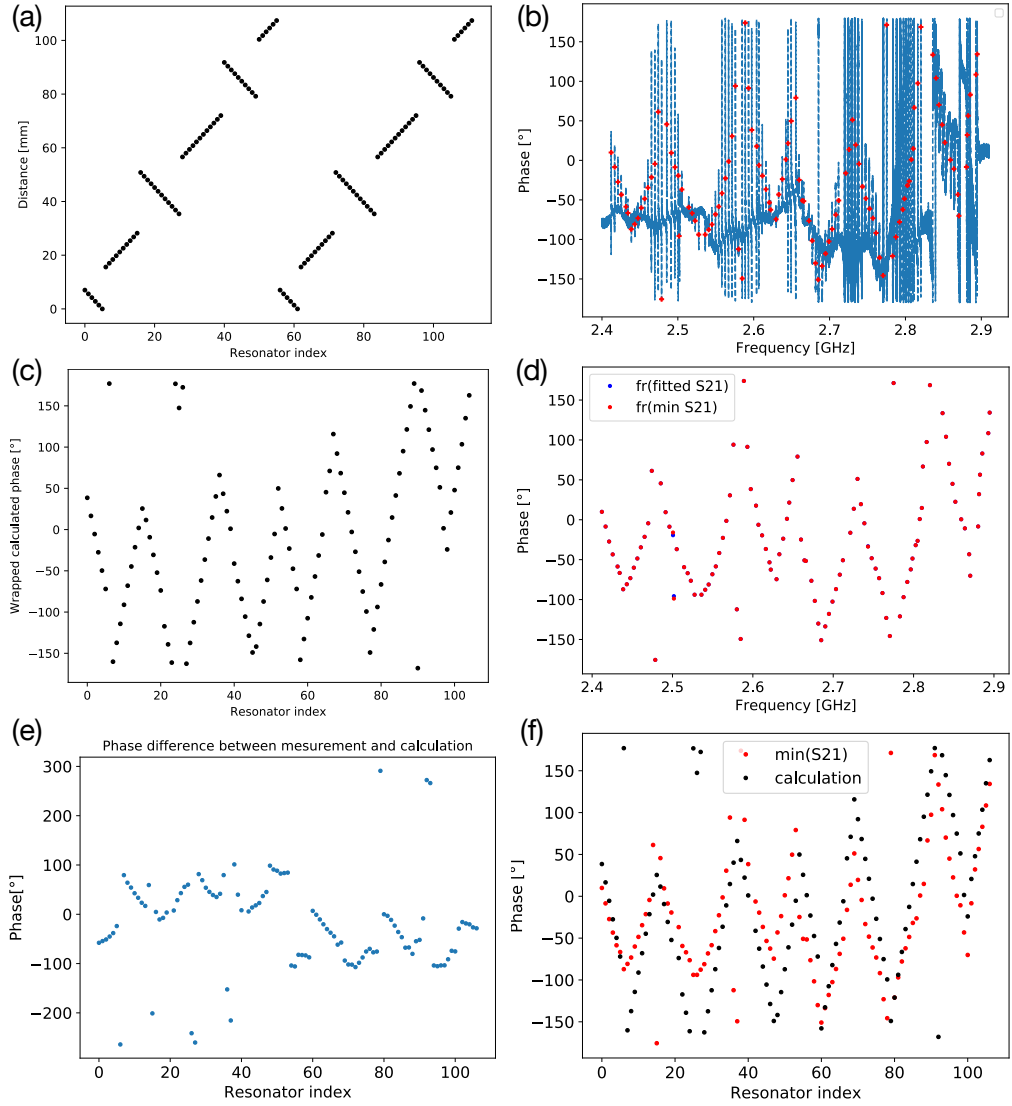 (a)
100
80
60
40
20
0
Distance [mm]
0 20 40 60 80 100
Resonator index
(b)
150
100
50
0
−50
−100
−150
Phase [°]
2.4 2.5 2.6 2.7 2.8 2.9
Frequency [GHz]
(c)
150
100
50
0
−50
−100
−150
Wrapped calculated phase [°]
0 20 40 60 80 100
Resonator index
(d)
fr(fitted S21)
fr(min S21)
150
100
50
0
−50
−100
−150
Phase [°]
2.4 2.5 2.6 2.7 2.8 2.9
Frequency [GHz]
(e)
Phase difference between mesurement and calculation
300
200
100
0
−100
−200
Phase[°]
0 20 40 60 80 100
Resonator index
(f)
min(S21)
calculation
150
100
50
0
−50
−100
−150
Phase [°]
0 20 40 60 80 100
Resonator index